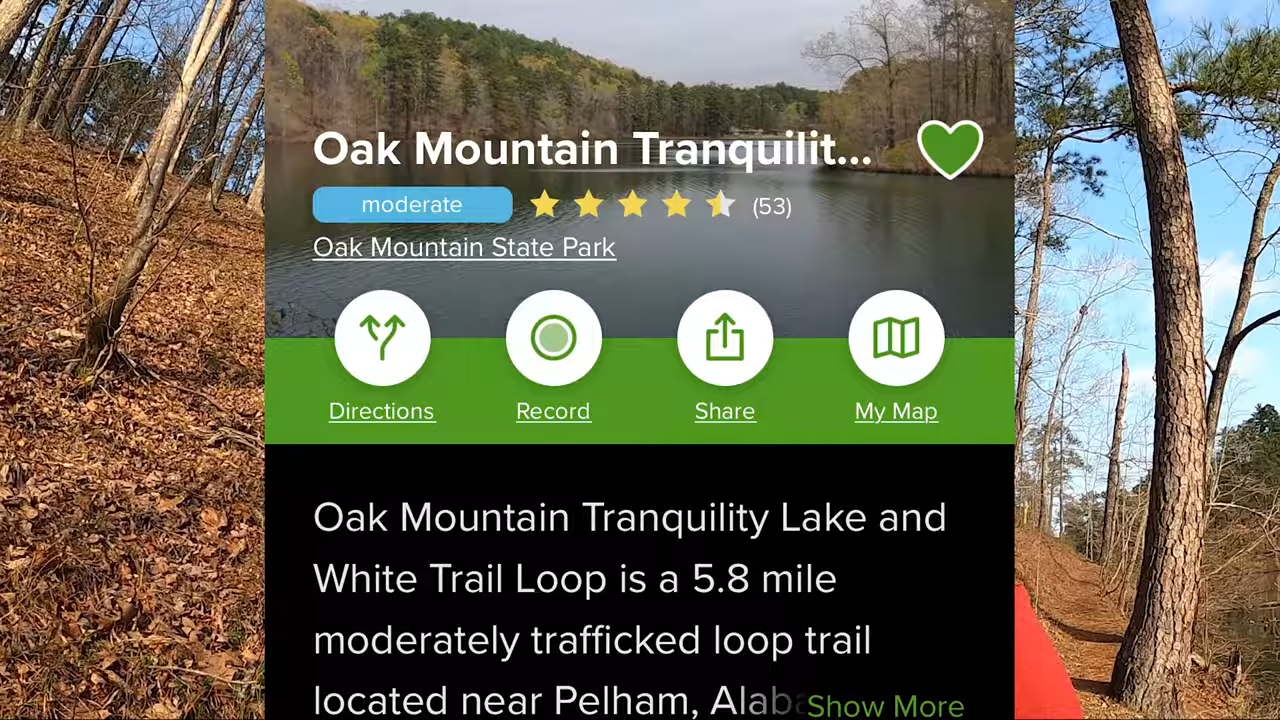 Oak Mountain Tranquilit...
moderate (53)
Oak Mountain State Park
Directions Record Share My Map
Oak Mountain Tranquility Lake and
White Trail Loop is a 5.8 mile
moderately trafficked loop trail
located near Pelham, Alab Show More